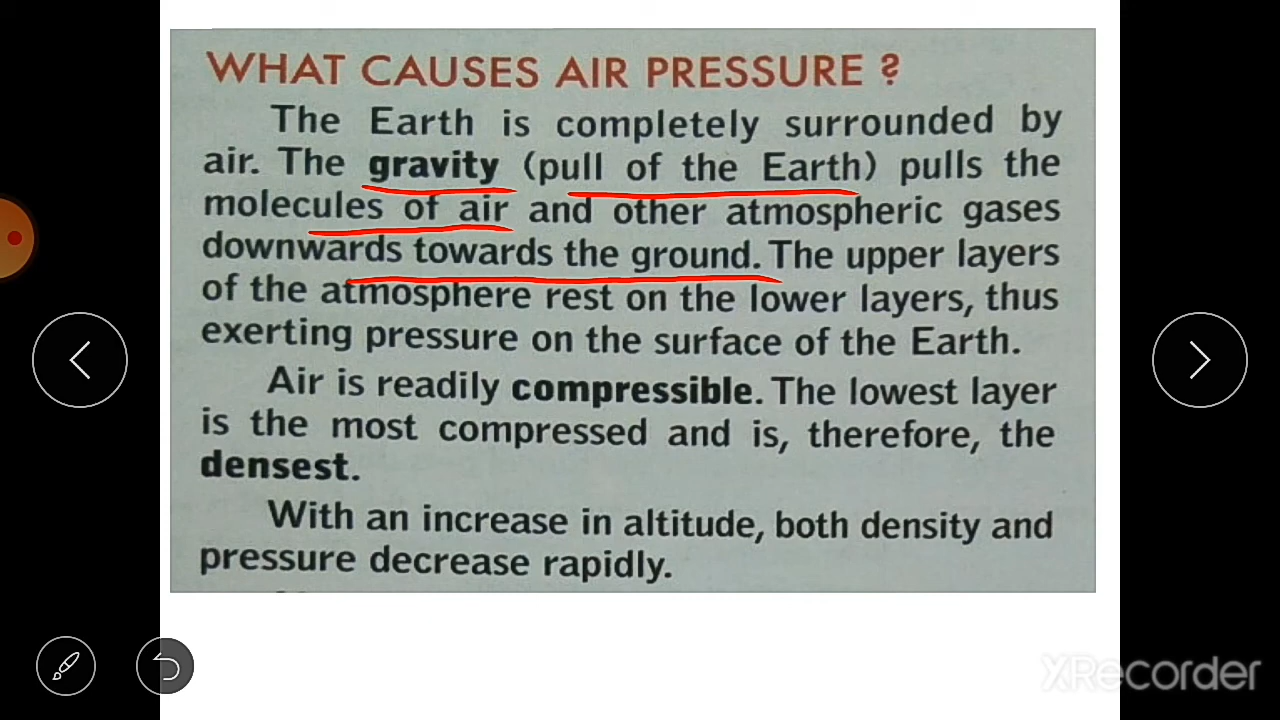 WHAT CAUSES AIR PRESSURE ?
The Earth is completely surrounded by
air. The gravity (pull of the Earth) pulls the
molecules of air and other atmospheric gases
downwards towards the ground. The upper layers
of the atmosphere rest on the lower layers, thus
exerting pressure on the surface of the Earth.
Air is readily compressible. The lowest layer
is the most compressed and is, therefore, the
densest.
With an increase in altitude, both density and
pressure decrease rapidly.
XRecorder